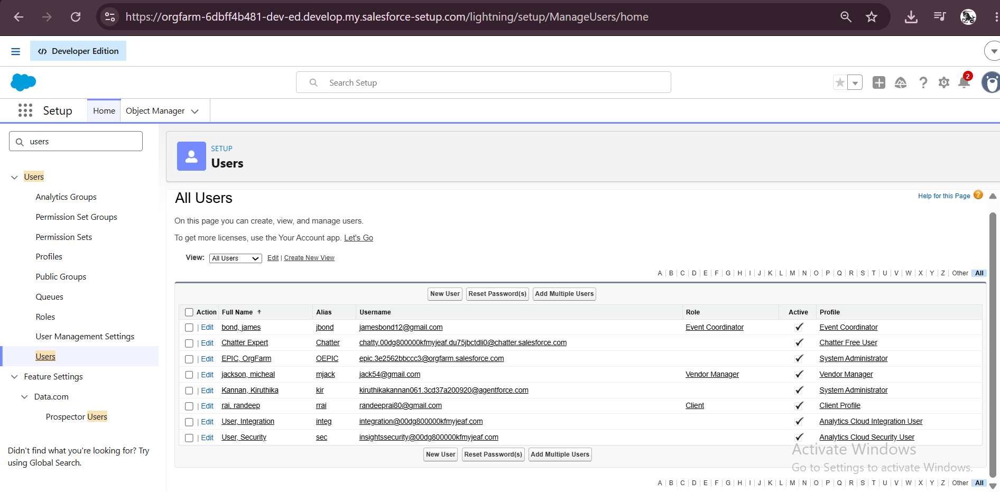 https://orgfarm-6dbff4b481-dev-ed.develop.my.salesforce-setup.com/lightning/setup/ManageUsers/home
Developer Edition
Search Setup
2
Setup Home Object Manager
users
SETUP
Users
Users
Analytics Groups
Permission Set Groups
Permission Sets
Profiles
Public Groups
Queues
Roles
User Management Settings
Users
Feature Settings
Data.com
Prospector Users
Didn't find what you're looking for? Try
using Global Search.
All Users
Help for this Page ?
On this page you can create, view, and manage users.
To get more licenses, use the Your Account app. Let's Go
View: All Users Edit | Create New View
A | B | C | D | E | F | G | H | I | J | K | L | M | N | O | P | Q | R | S | T | U | V | W | X | Y | Z | Other All
New User Reset Password(s) Add Multiple Users
Action Full Name ↑ Alias Username Role Active Profile
| Edit bond, james jbond jamesbond12@gmail.com Event Coordinator ✓ Event Coordinator
| Edit Chatter Expert Chatter chatty.00dg800000kfmyjeaf.du75jbctdli0@chatter.salesforce.com ✓ Chatter Free User
| Edit EPIC, OrgFarm OEPIC epic.3e2562bbccc3@orgfarm.salesforce.com ✓ System Administrator
| Edit jackson, micheal mjack jack54@gmail.com Vendor Manager ✓ Vendor Manager
| Edit Kannan, Kiruthika kir kiruthikakannan061.3cd37a200920@agentforce.com ✓ System Administrator
| Edit rai, randeep rrai randeeprai80@gmail.com Client ✓ Client Profile
| Edit User, Integration integ integration@00dg800000kfmyjeaf.com ✓ Analytics Cloud Integration User
| Edit User, Security sec insightssecurity@00dg800000kfmyjeaf.com ✓ Analytics Cloud Security User
New User Reset Password(s) Add Multiple Users
Activate Windows
Go to Settings to activate Windows.
A | B | C | D | E | F | G | H | I | J | K | L | M | N | O | P | Q | R | S | T | U | V | W | X | Y | Z | Other All